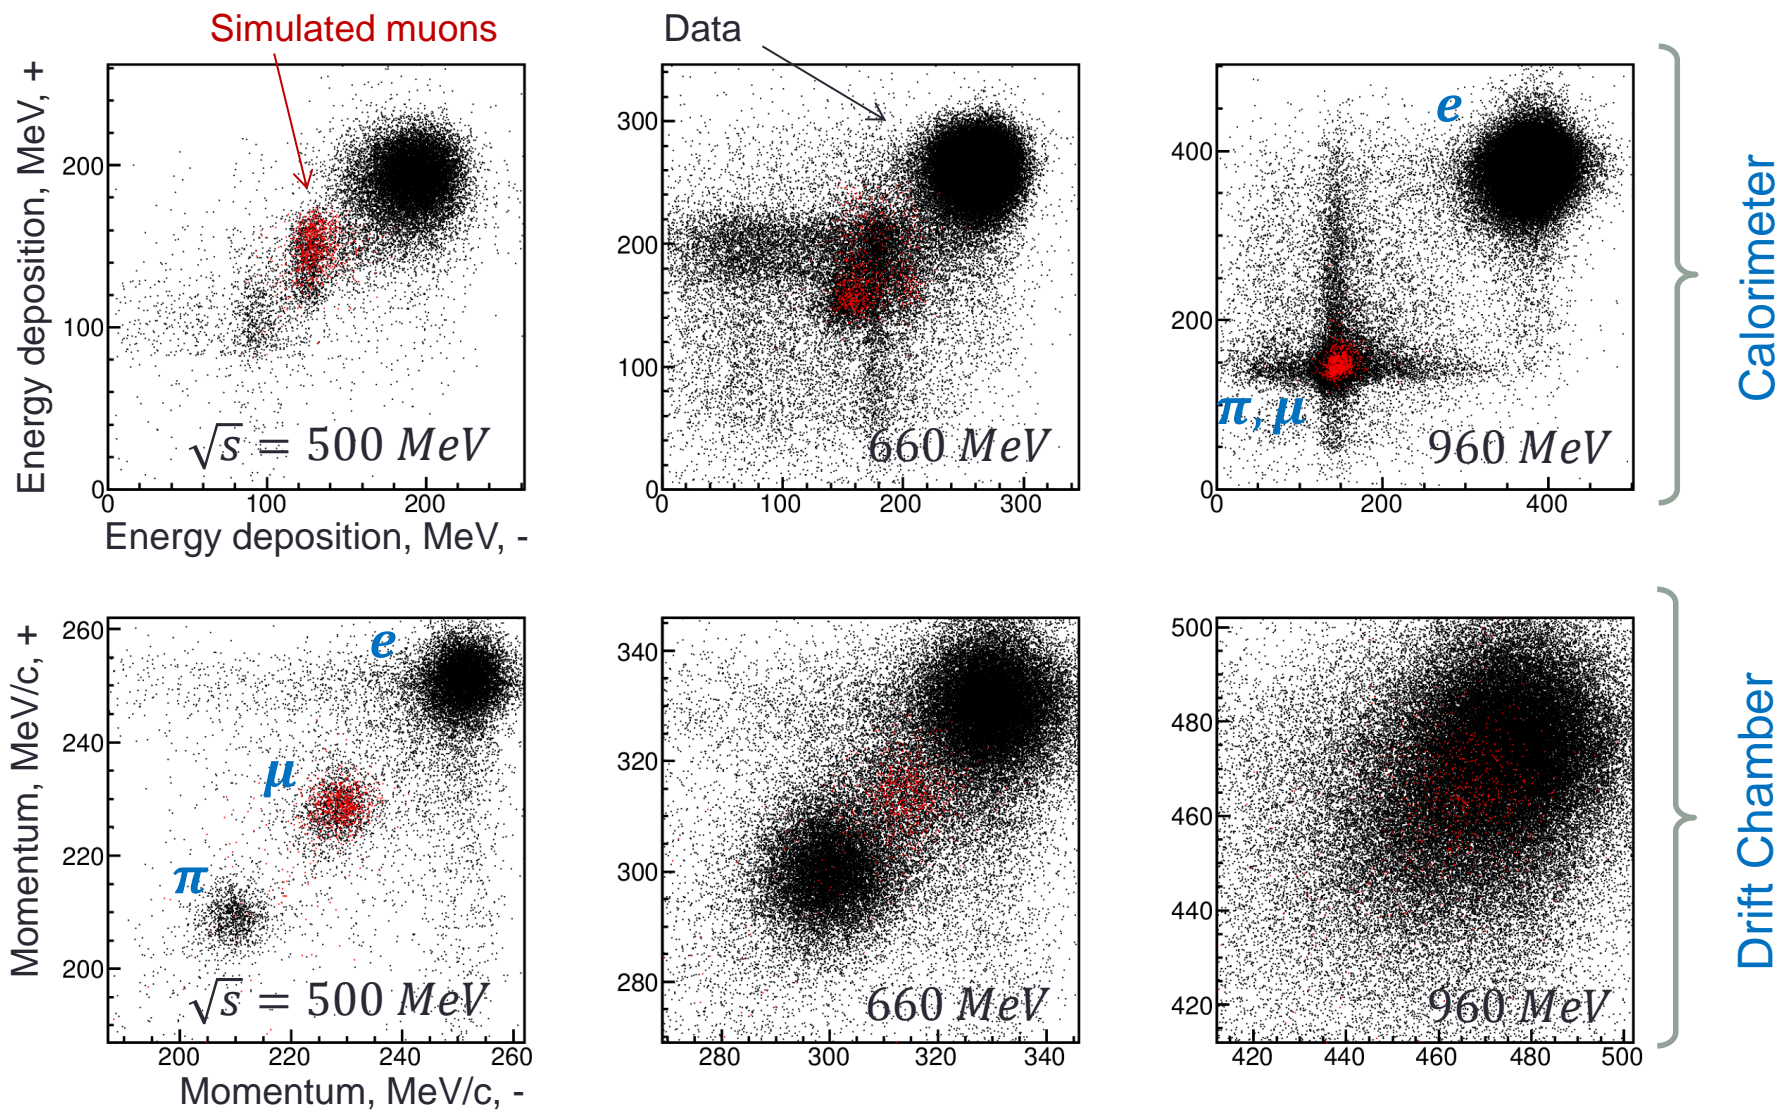 Simulated muons
Data
Energy deposition, MeV, +
200
100
0
0
100
200
√s = 500 MeV
Energy deposition, MeV, -
300
200
100
0
0
100
200
300
660 MeV
e
400
200
0
0
200
400
π, μ
960 MeV
Calorimeter
Momentum, MeV/c, +
260
240
220
200
200
220
240
260
e
μ
π
√s = 500 MeV
Momentum, MeV/c, -
340
320
300
280
280
300
320
340
660 MeV
500
480
460
440
420
420
440
460
480
500
960 MeV
Drift Chamber